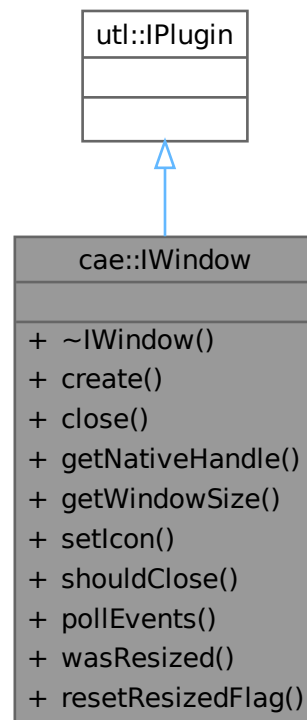 utl::IPlugin
cae::IWindow
+ ~IWindow()
+ create()
+ close()
+ getNativeHandle()
+ getWindowSize()
+ setIcon()
+ shouldClose()
+ pollEvents()
+ wasResized()
+ resetResizedFlag()